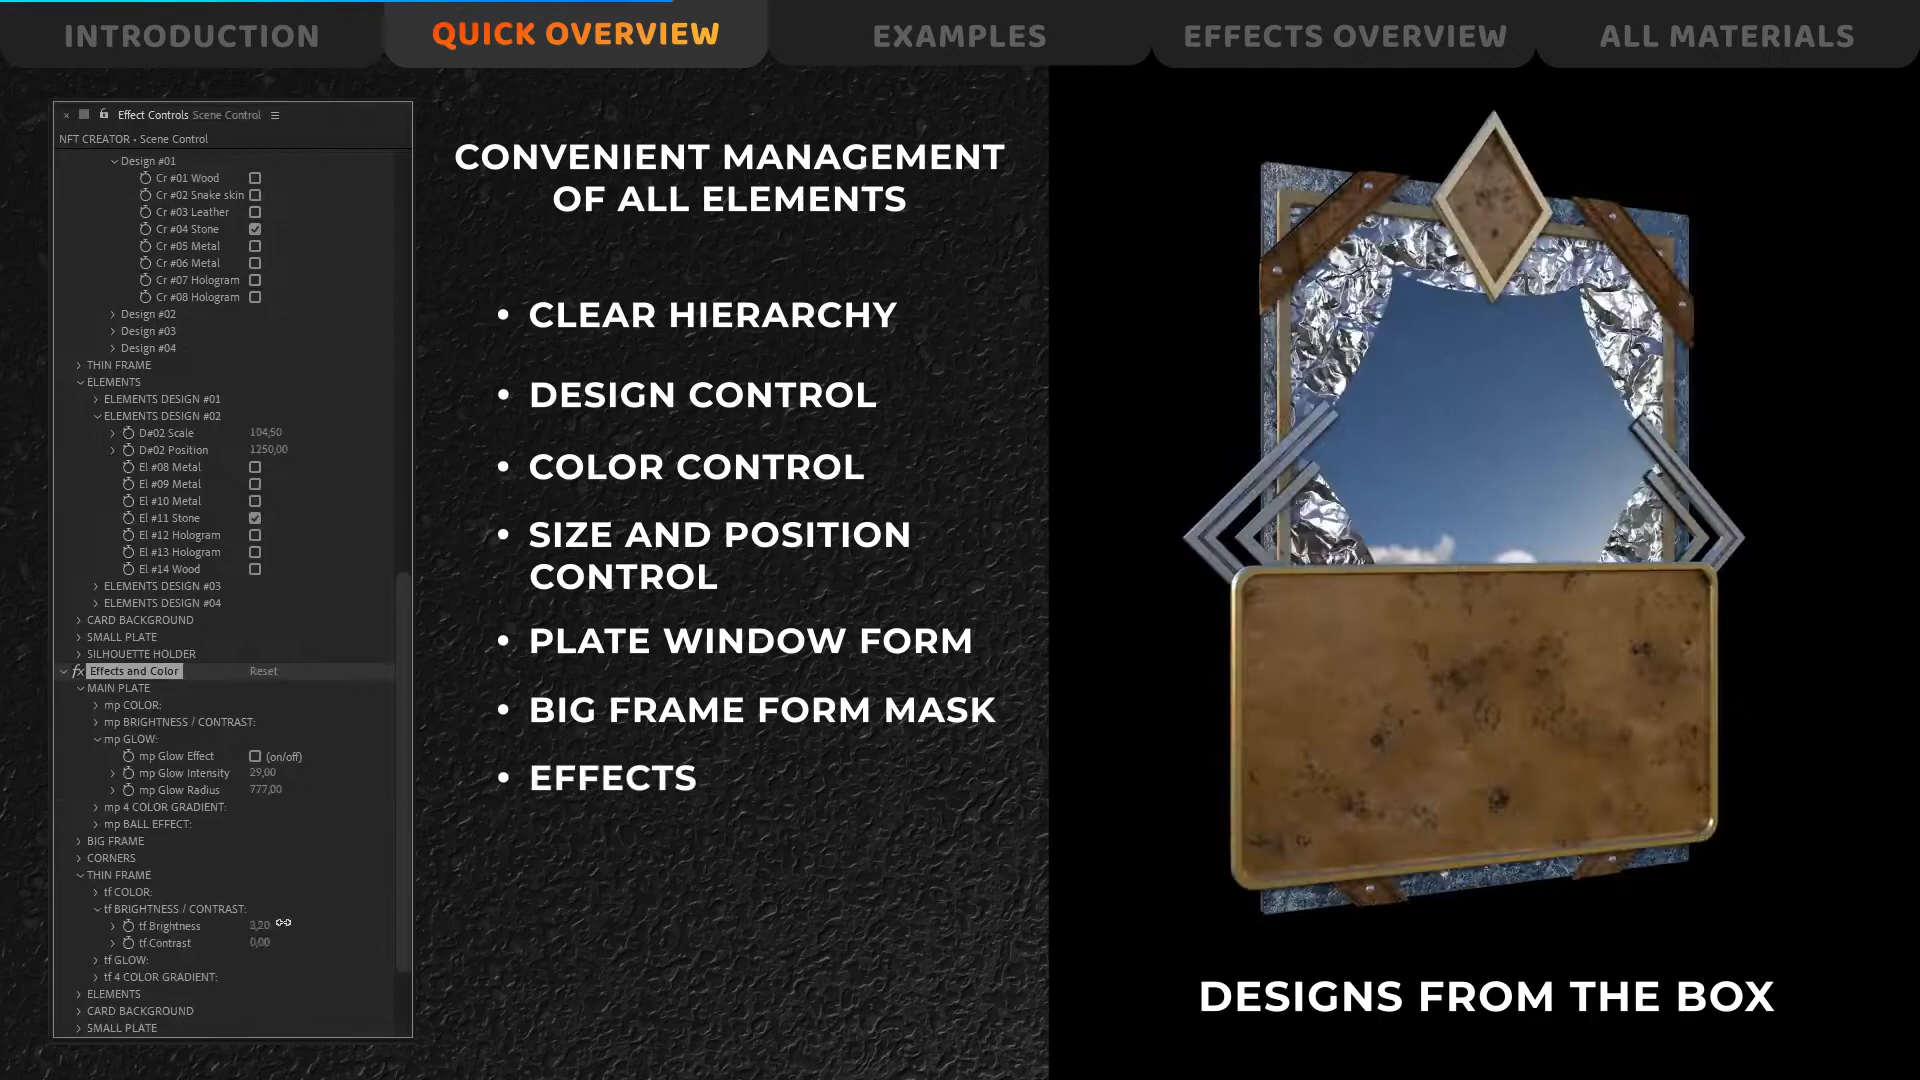 INTRODUCTION
QUICK OVERVIEW
EXAMPLES
EFFECTS OVERVIEW
ALL MATERIALS
× Effect Controls Scene Control ☰
NFT CREATOR • Scene Control
Design #01
Cr #01 Wood
Cr #02 Snake skin
Cr #03 Leather
Cr #04 Stone
Cr #05 Metal
Cr #06 Metal
Cr #07 Hologram
Cr #08 Hologram
Design #02
Design #03
Design #04
THIN FRAME
ELEMENTS
ELEMENTS DESIGN #01
ELEMENTS DESIGN #02
D#02 Scale 104,50
D#02 Position 1250,00
El #08 Metal
El #09 Metal
El #10 Metal
El #11 Stone
El #12 Hologram
El #13 Hologram
El #14 Wood
ELEMENTS DESIGN #03
ELEMENTS DESIGN #04
CARD BACKGROUND
SMALL PLATE
SILHOUETTE HOLDER
fx Effects and Color Reset
MAIN PLATE
mp COLOR:
mp BRIGHTNESS / CONTRAST:
mp GLOW:
mp Glow Effect (on/off)
mp Glow Intensity 29,00
mp Glow Radius 777,00
mp 4 COLOR GRADIENT:
mp BALL EFFECT:
BIG FRAME
CORNERS
THIN FRAME
tf COLOR:
tf BRIGHTNESS / CONTRAST:
tf Brightness 3,20
tf Contrast 0,00
tf GLOW:
tf 4 COLOR GRADIENT:
ELEMENTS
CARD BACKGROUND
SMALL PLATE
CONVENIENT MANAGEMENT
OF ALL ELEMENTS
• CLEAR HIERARCHY
• DESIGN CONTROL
• COLOR CONTROL
• SIZE AND POSITION
CONTROL
• PLATE WINDOW FORM
• BIG FRAME FORM MASK
• EFFECTS
DESIGNS FROM THE BOX